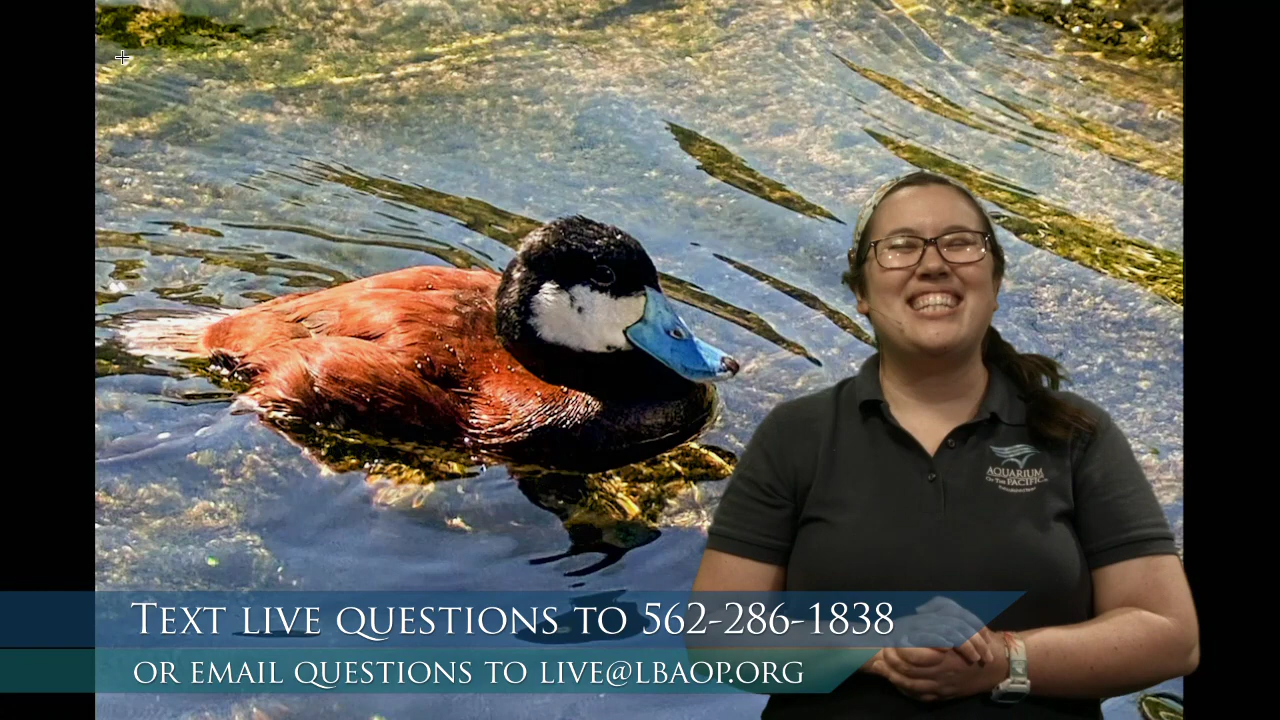 AQUARIUM
OF THE PACIFIC
TEXT LIVE QUESTIONS TO 562-286-1838
OR EMAIL QUESTIONS TO LIVE@LBAOP.ORG